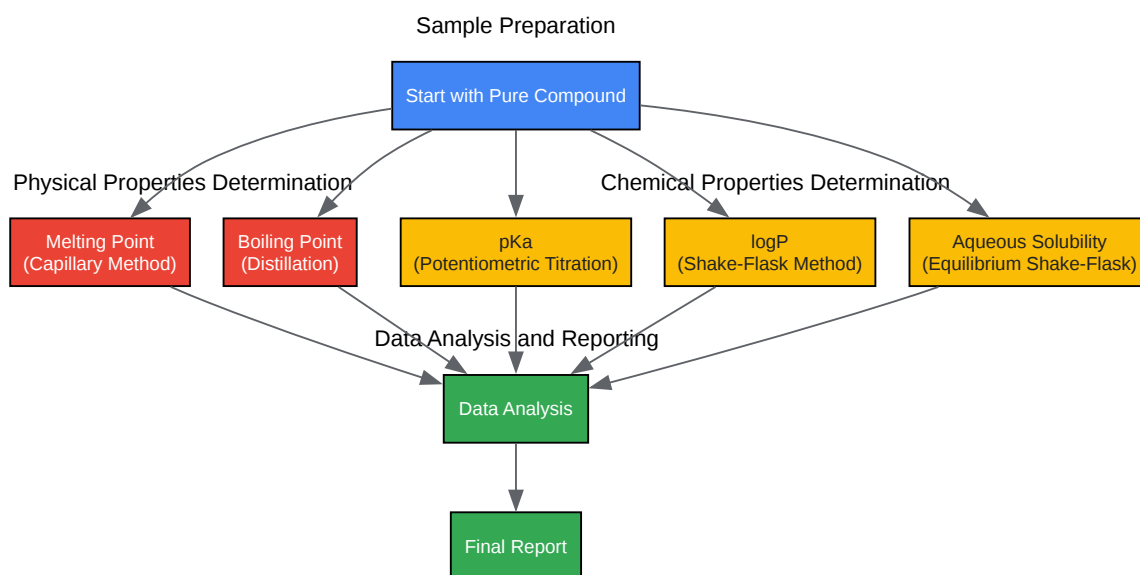 Sample Preparation
Start with Pure Compound
Physical Properties Determination
Chemical Properties Determination
Melting Point
(Capillary Method)
Boiling Point
(Distillation)
pKa
(Potentiometric Titration)
logP
(Shake-Flask Method)
Aqueous Solubility
(Equilibrium Shake-Flask)
Data Analysis and Reporting
Data Analysis
Final Report